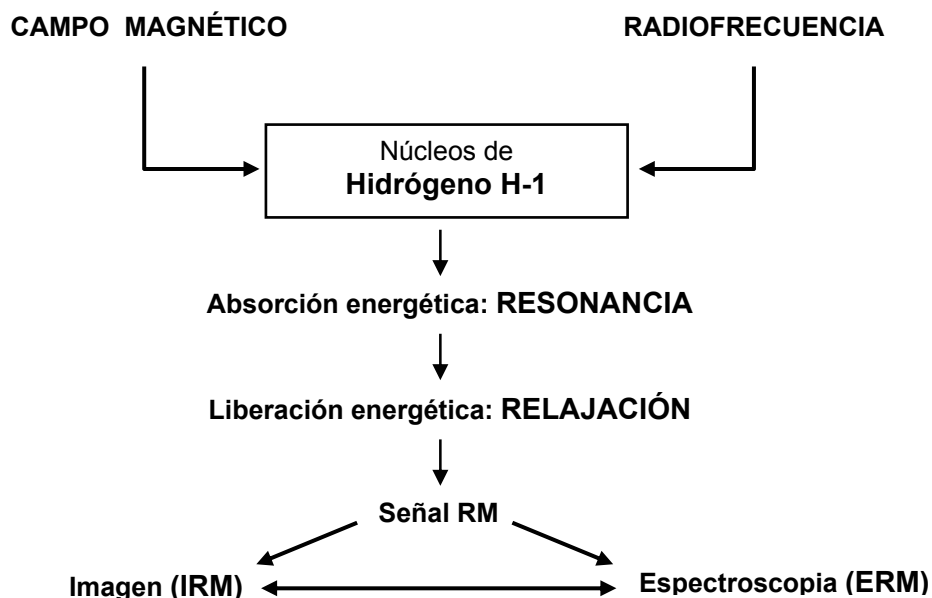 CAMPO MAGNÉTICO
RADIOFRECUENCIA
Núcleos de
Hidrógeno H-1
Absorción energética: RESONANCIA
Liberación energética: RELAJACIÓN
Señal RM
Imagen (IRM)
Espectroscopia (ERM)